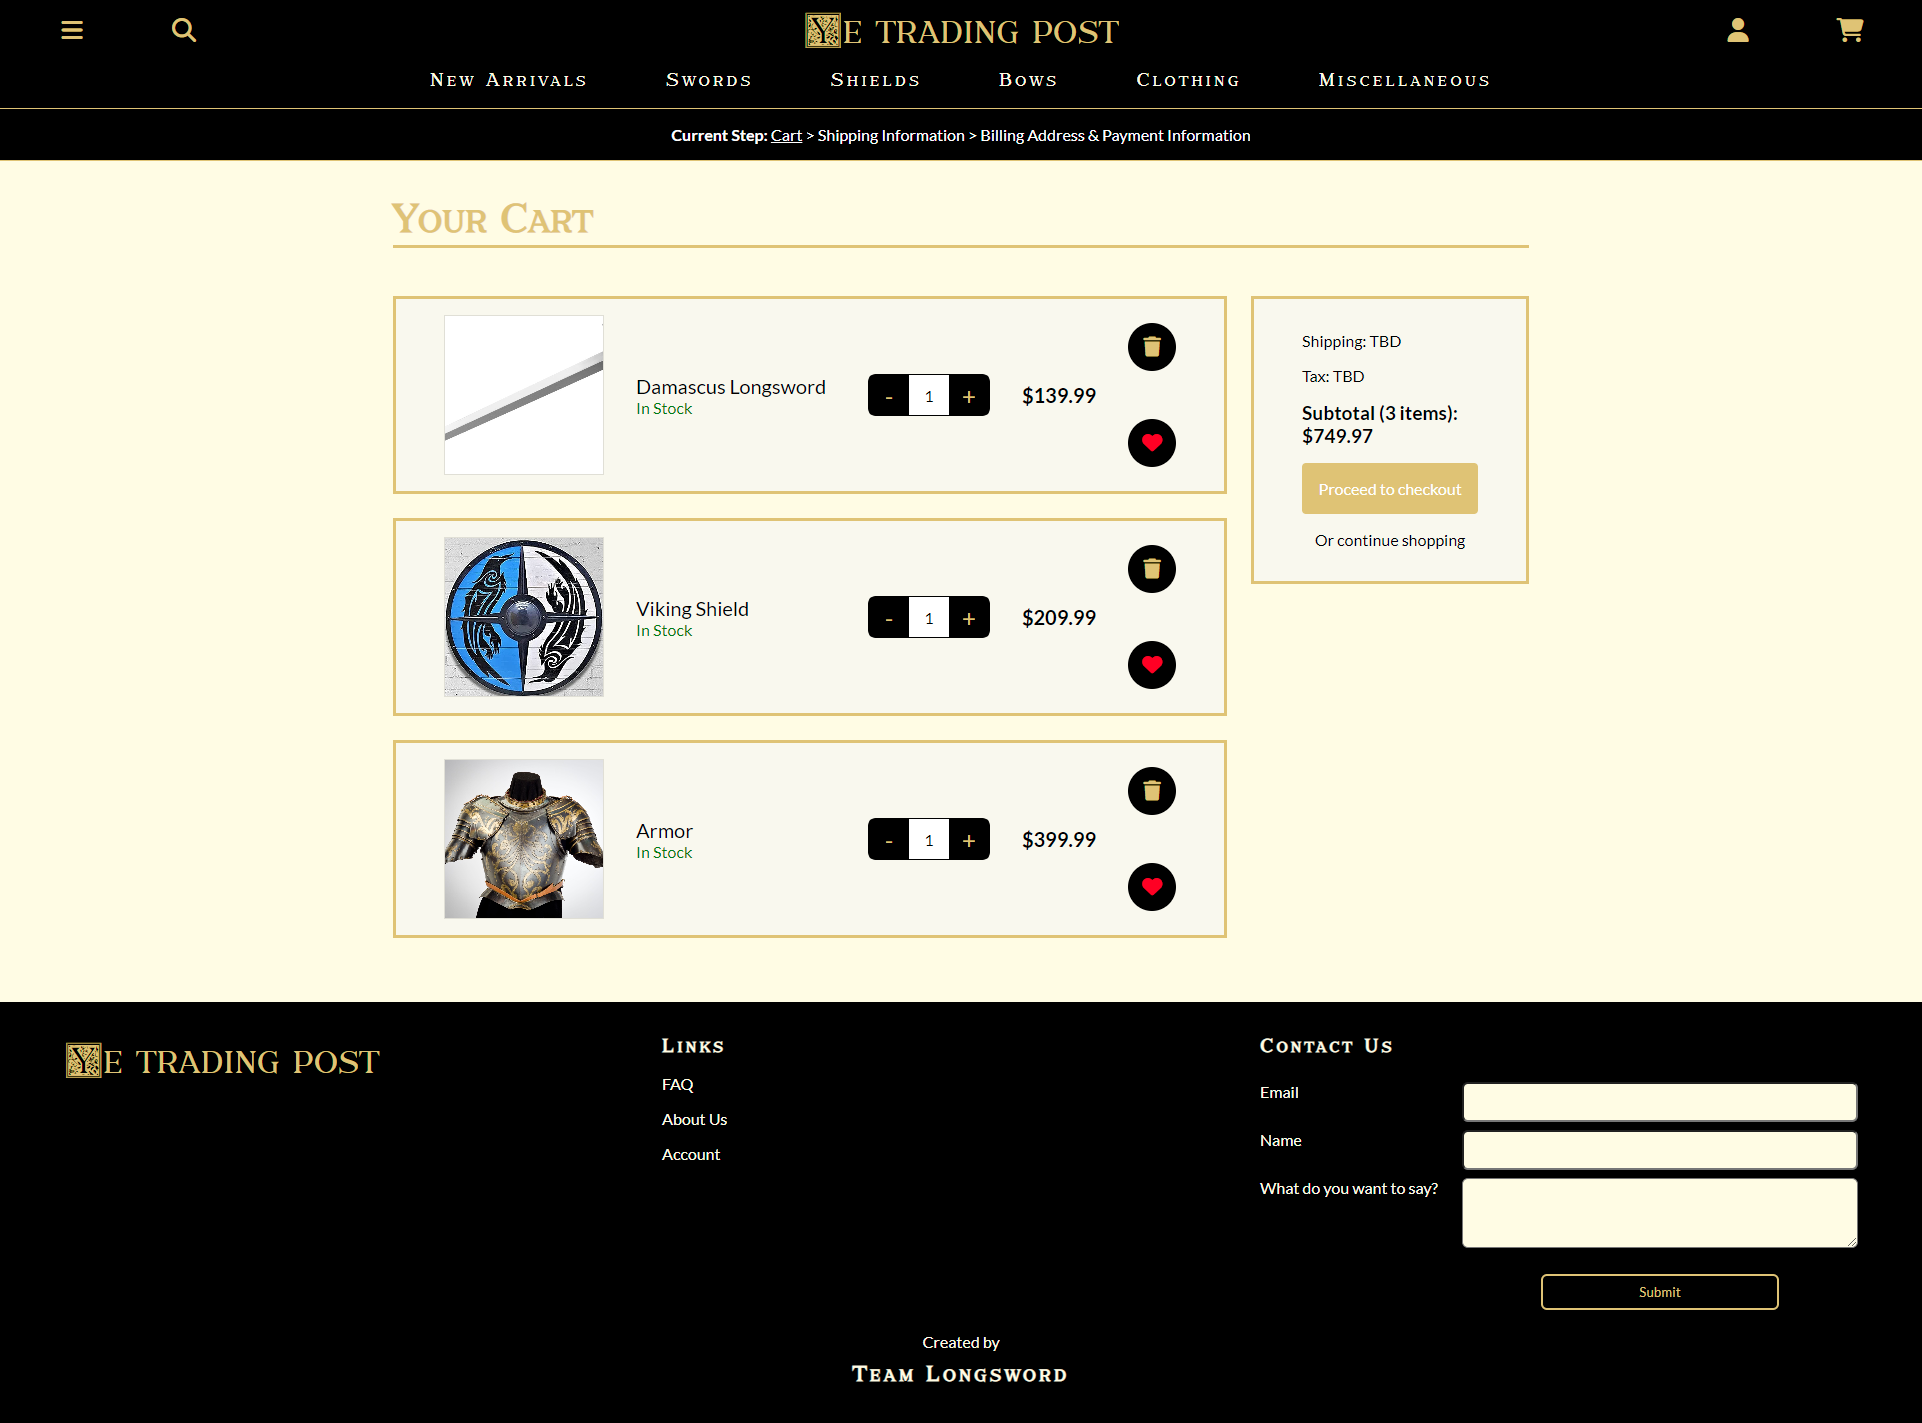 YE TRADING POST
New Arrivals
Swords
Shields
Bows
Clothing
Miscellaneous
Current Step: Cart > Shipping Information > Billing Address & Payment Information
Your Cart
Damascus Longsword
In Stock
- 1 +
$139.99
Viking Shield
In Stock
- 1 +
$209.99
Armor
In Stock
- 1 +
$399.99
Shipping: TBD
Tax: TBD
Subtotal (3 items):
$749.97
Proceed to checkout
Or continue shopping
YE TRADING POST
Links
FAQ
About Us
Account
Contact Us
Email
Name
What do you want to say?
Submit
Created by
Team Longsword